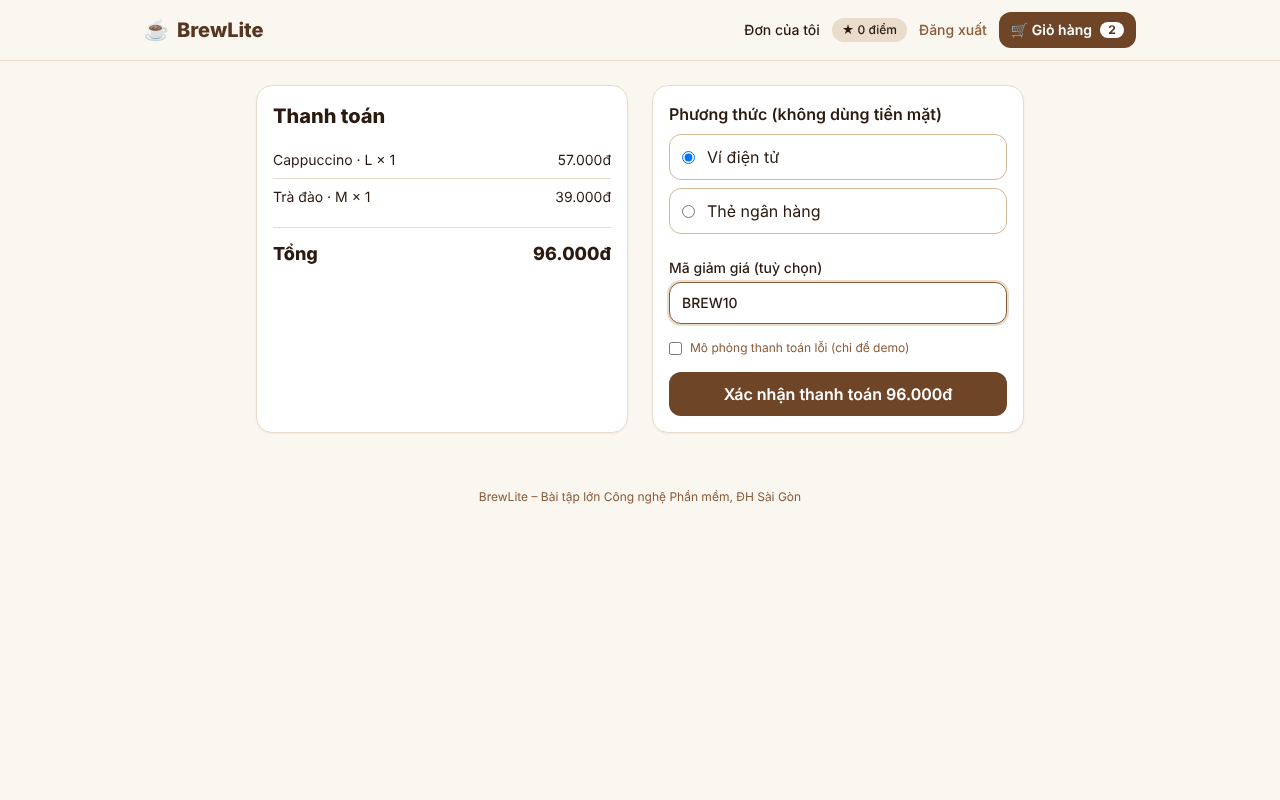 ☕ BrewLite
Đơn của tôi
★ 0 điểm
Đăng xuất
🛒 Giỏ hàng 2
Thanh toán
Cappuccino · L × 1 57.000đ
Trà đào · M × 1 39.000đ
Tổng 96.000đ
Phương thức (không dùng tiền mặt)
Ví điện tử
Thẻ ngân hàng
Mã giảm giá (tuỳ chọn)
BREW10
Mô phỏng thanh toán lỗi (chỉ để demo)
Xác nhận thanh toán 96.000đ
BrewLite – Bài tập lớn Công nghệ Phần mềm, ĐH Sài Gòn